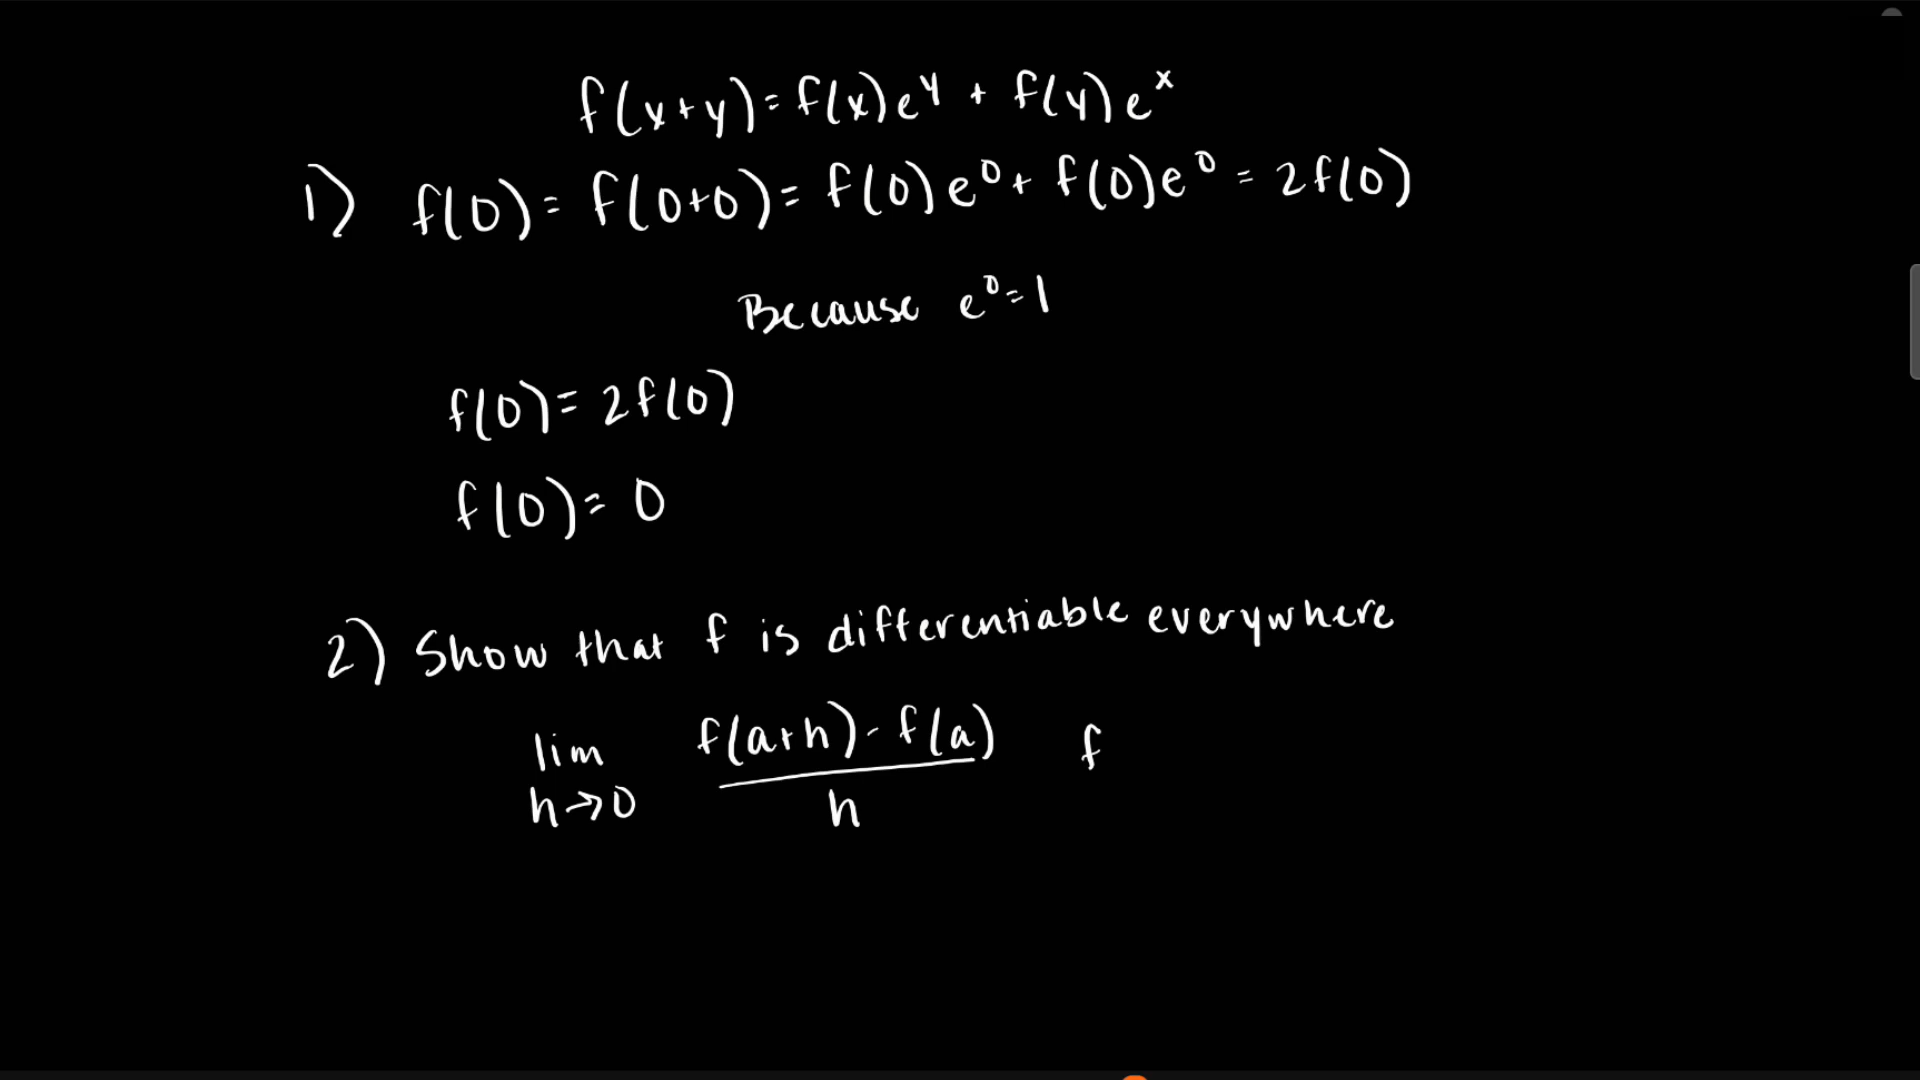 f(x+y)= f(x)e^y + f(y)e^x
1) f(0)= f(0+0)= f(0)e^0+ f(0)e^0 = 2f(0)
Because e^0=1
f(0)= 2f(0)
f(0)= 0
2) Show that f is differentiable everywhere
lim h→0 (f(a+h)-f(a))/h f